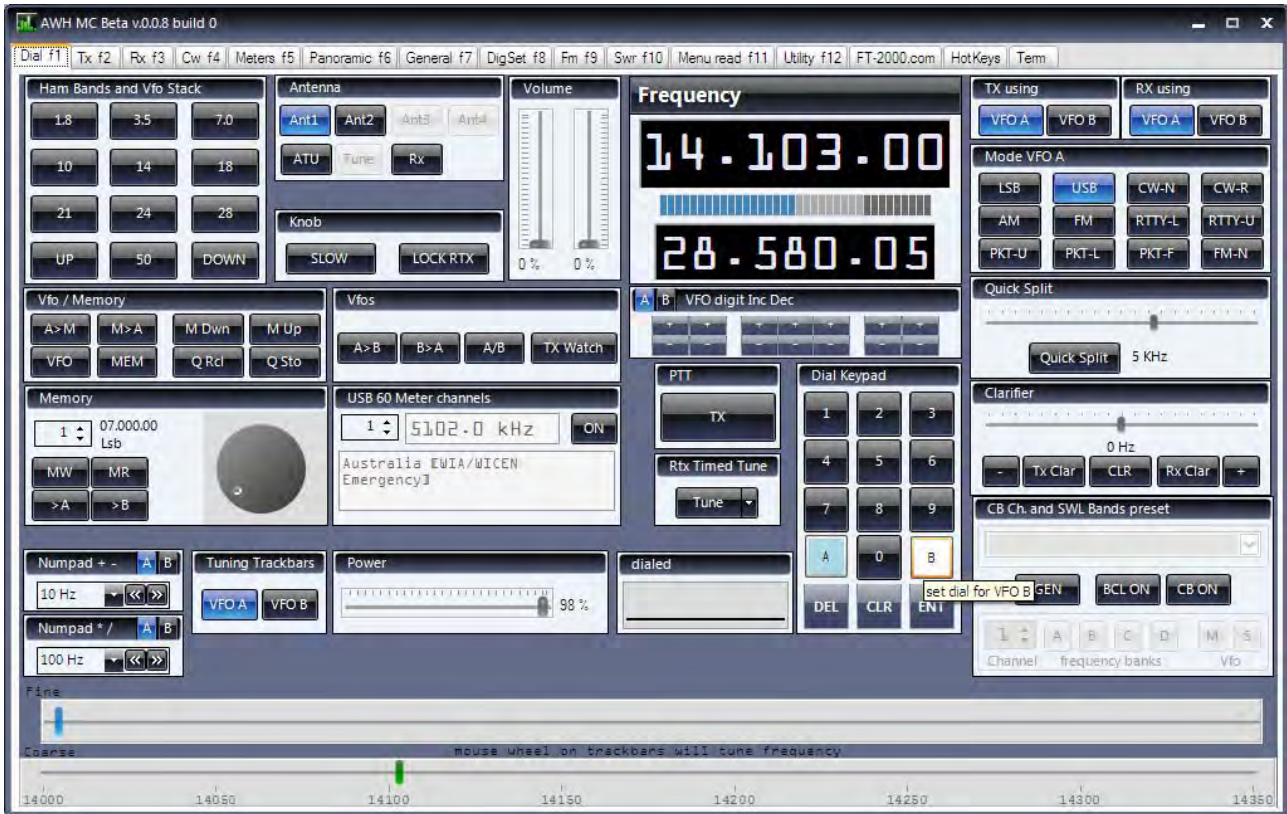 AWH MC Beta v.0.0.8 build 0
Dial f1 Tx f2 Rx f3 Cw f4 Meters f5 Panoramic f6 General f7 DigSet f8 Fm f9 Swr f10 Menu read f11 Utility f12 FT-2000.com HotKeys Term
Ham Bands and Vfo Stack
1.8 3.5 7.0
10 14 18
21 24 28
UP 50 DOWN
Antenna
Ant1 Ant2 Ant3 Ant4
ATU Tune Rx
Knob
SLOW LOCK RTX
Volume
0 % 0 %
Frequency
14.103.00
28.580.05
A B VFO digit Inc Dec
+ + + + + + +
- - - - - - -
TX using
VFO A VFO B
RX using
VFO A VFO B
Mode VFO A
LSB USB CW-N CW-R
AM FM RTTY-L RTTY-U
PKT-U PKT-L PKT-F FM-N
Vfo / Memory
A>M M>A M Dwn M Up
VFO MEM Q Rcl Q Sto
Vfos
A>B B>A A/B TX Watch
Quick Split
Quick Split 5 KHz
Memory
1 07.000.00
Lsb
MW MR
>A >B
USB 60 Meter channels
1 5102.0 kHz ON
Australia [WIA/WICEN
Emergency]
PTT
TX
Rtx Timed Tune
Tune
Dial Keypad
1 2 3
4 5 6
7 8 9
A 0 B
DEL CLR ENT
set dial for VFO B
Clarifier
0 Hz
- Tx Clar CLR Rx Clar +
CB Ch. and SWL Bands preset
GEN BCL ON CB ON
1 A B C D M S
Channel frequency banks Vfo
Numpad + - A B
10 Hz << >>
Numpad * / A B
100 Hz << >>
Tuning Trackbars
VFO A VFO B
Power
98 %
dialed
Fine
Coarse mouse wheel on trackbars will tune frequency
14000 14050 14100 14150 14200 14250 14300 14350